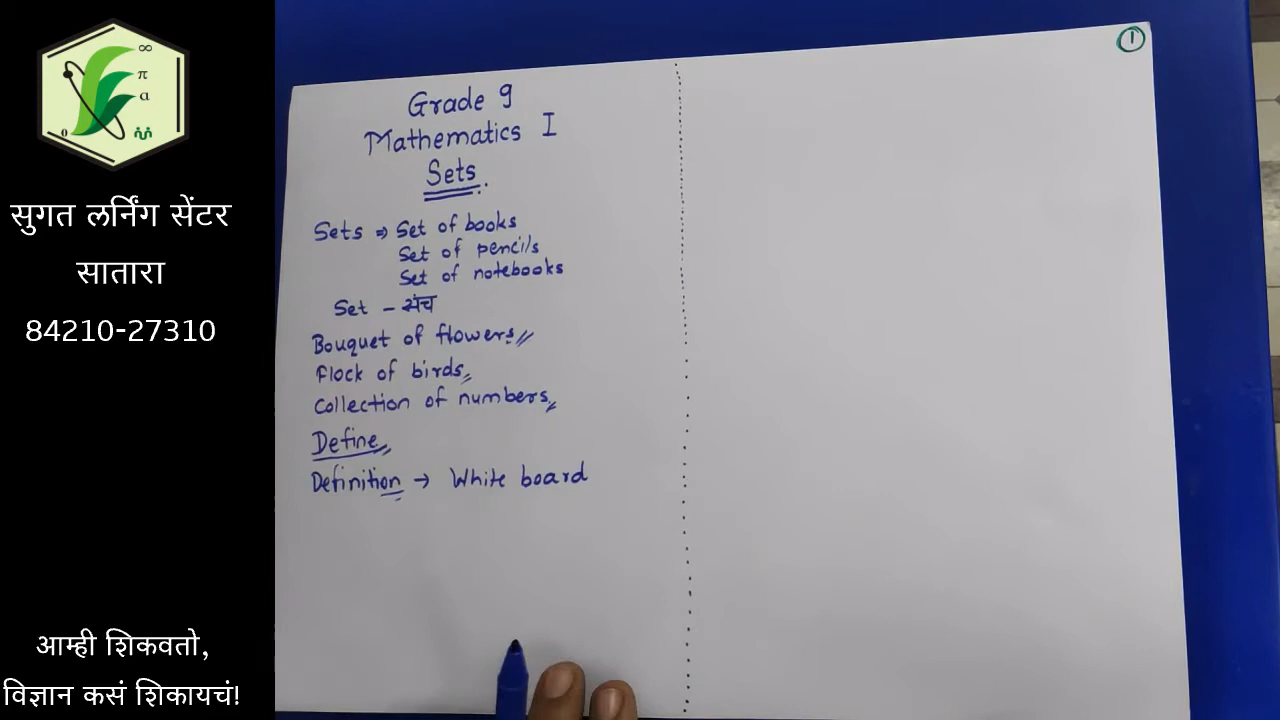 ∞
π
a
सुगत लर्निंग सेंटर
सातारा
84210-27310
आम्ही शिकवतो,
विज्ञान कसं शिकायचं!
1
Grade 9
Mathematics I
Sets
Sets ⇒ Set of books
Set of pencils
Set of notebooks
Set - संच
Bouquet of flowers
Flock of birds
Collection of numbers
Define
Definition → White board